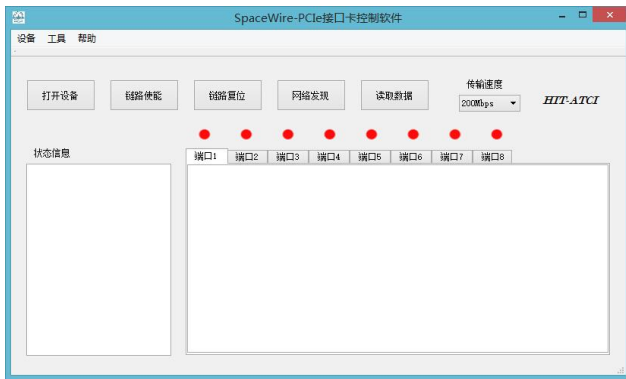 SpaceWire-PCIe接口卡控制软件
设备 工具 帮助
打开设备 链路使能 链路复位 网络发现 读取数据
传输速度
200Mbps
HIT-ATCI
状态信息
端口1 端口2 端口3 端口4 端口5 端口6 端口7 端口8